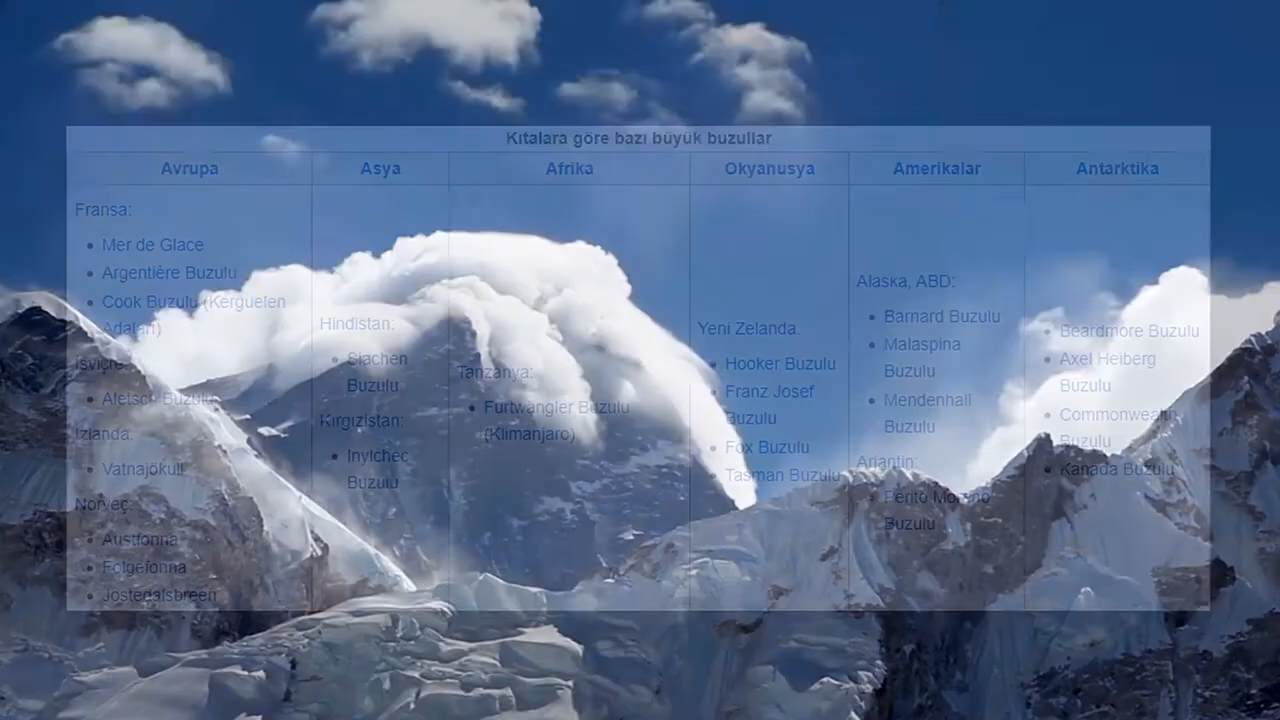 Kıtalara göre bazı büyük buzullar
Avrupa
Asya
Afrika
Okyanusya
Amerikalar
Antarktika
Fransa:
Mer de Glace
Argentière Buzulu
Cook Buzulu (Kerguelen
Adaları)
İsviçre:
Aletsch Buzulu
İzlanda:
Vatnajökull
Norveç:
Austfonna
Folgefonna
Jostedalsbreen
Hindistan:
Siachen
Buzulu
Kırgızistan:
Inylchec
Buzulu
Tanzanya:
Furtwängler Buzulu
(Klimanjaro)
Yeni Zelanda:
Hooker Buzulu
Franz Josef
Buzulu
Fox Buzulu
Tasman Buzulu
Alaska, ABD:
Barnard Buzulu
Malaspina
Buzulu
Mendenhall
Buzulu
Arjantin:
Perito Moreno
Buzulu
Beardmore Buzulu
Axel Heiberg
Buzulu
Commonwealth
Buzulu
Kanada Buzulu